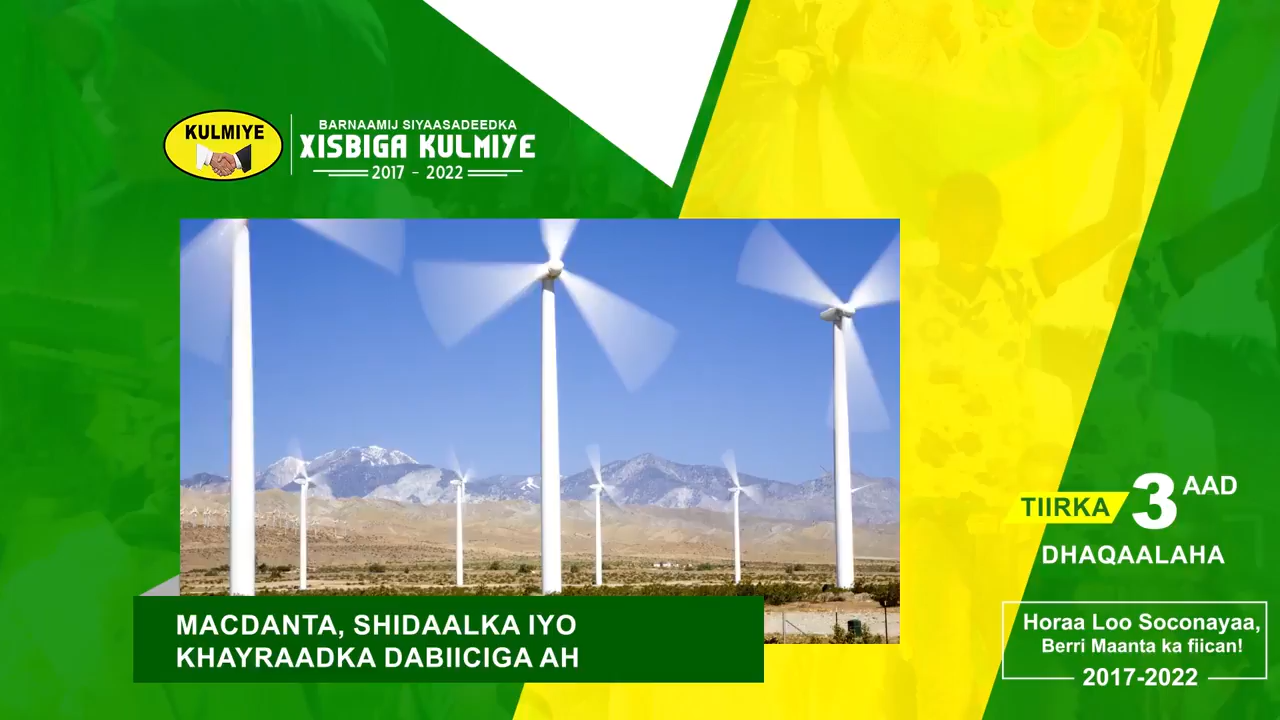 KULMIYE
BARNAAMIJ SIYAASADEEDKA
XISBIGA KULMIYE
2017 - 2022
MACDANTA, SHIDAALKA IYO
KHAYRAADKA DABIICIGA AH
TIIRKA 3 AAD
DHAQAALAHA
Horaa Loo Soconayaa,
Berri Maanta ka fiican!
2017-2022